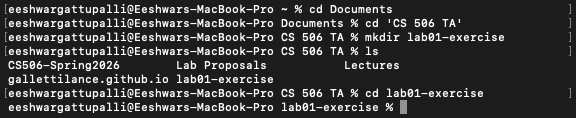 [eeshwargattupalli@Eeshwars-MacBook-Pro ~ % cd Documents ]
[eeshwargattupalli@Eeshwars-MacBook-Pro Documents % cd 'CS 506 TA' ]
[eeshwargattupalli@Eeshwars-MacBook-Pro CS 506 TA % mkdir lab01-exercise ]
[eeshwargattupalli@Eeshwars-MacBook-Pro CS 506 TA % ls ]
CS506-Spring2026 Lab Proposals Lectures
gallettilance.github.io lab01-exercise
[eeshwargattupalli@Eeshwars-MacBook-Pro CS 506 TA % cd lab01-exercise ]
eeshwargattupalli@Eeshwars-MacBook-Pro lab01-exercise %